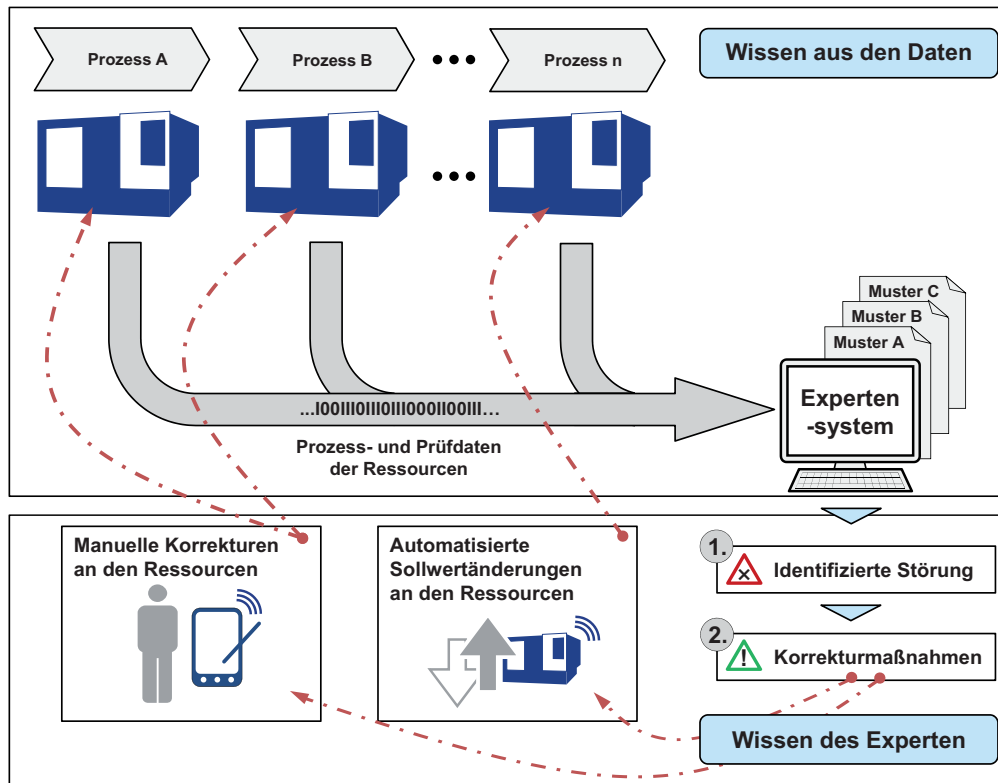 Prozess A
Prozess B
Prozess n
Wissen aus den Daten
Muster C
Muster B
Muster A
Experten
-system
...I00III0III0III000II00III...
Prozess- und Prüfdaten
der Ressourcen
Manuelle Korrekturen
an den Ressourcen
Automatisierte
Sollwertänderungen
an den Ressourcen
1.
Identifizierte Störung
2.
Korrekturmaßnahmen
Wissen des Experten